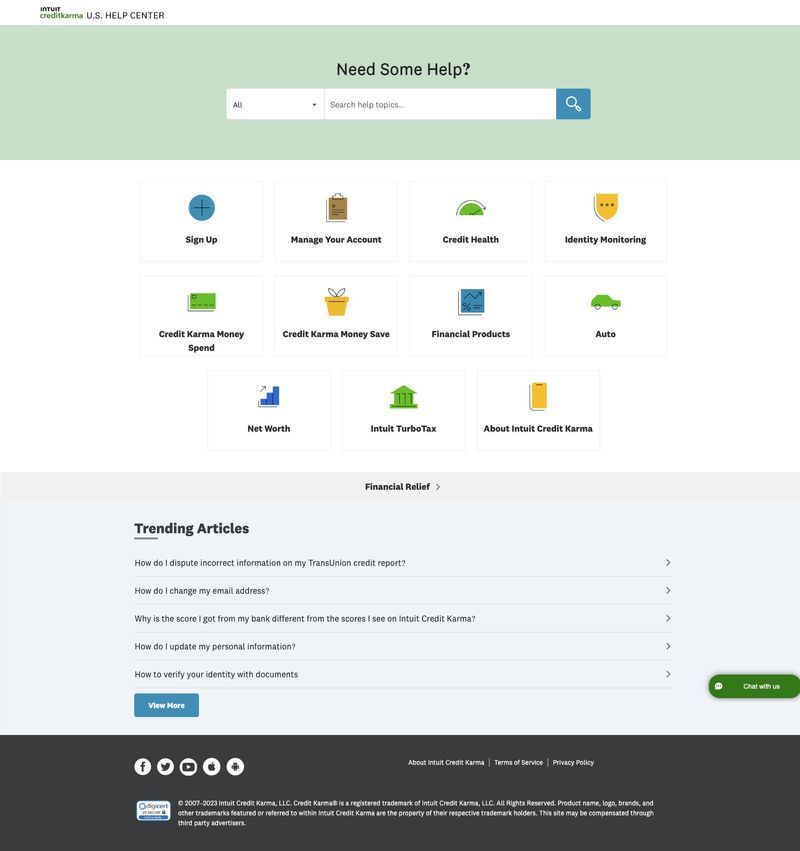 INTUIT
creditkarma U.S. HELP CENTER
Need Some Help?
All
Search help topics...
Sign Up
Manage Your Account
Credit Health
Identity Monitoring
Credit Karma Money
Spend
Credit Karma Money Save
Financial Products
Auto
Net Worth
Intuit TurboTax
About Intuit Credit Karma
Financial Relief
Trending Articles
How do I dispute incorrect information on my TransUnion credit report?
How do I change my email address?
Why is the score I got from my bank different from the scores I see on Intuit Credit Karma?
How do I update my personal information?
How to verify your identity with documents
Chat with us
View More
About Intuit Credit Karma | Terms of Service | Privacy Policy
digicert
© 2007–2023 Intuit Credit Karma, LLC. Credit Karma® is a registered trademark of Intuit Credit Karma, LLC. All Rights Reserved. Product name, logo, brands, and
other trademarks featured or referred to within Intuit Credit Karma are the property of their respective trademark holders. This site may be compensated through
third party advertisers.